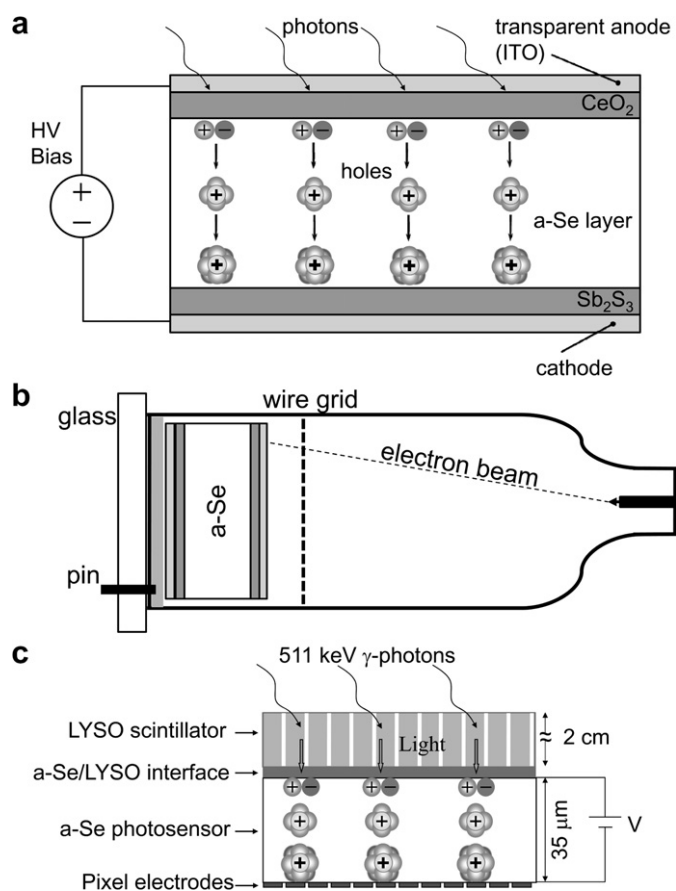 a
photons
transparent anode
(ITO)
CeO₂
HV
Bias
+
−
+ − + − + − + −
holes
+ + + +
a-Se layer
+ + + +
Sb₂S₃
cathode
b
glass
wire grid
electron beam
a-Se
pin
c
511 keV γ-photons
LYSO scintillator
Light
≈ 2 cm
a-Se/LYSO interface
+ − + − + −
a-Se photosensor
+ + +
35 μm
V
+ + +
Pixel electrodes